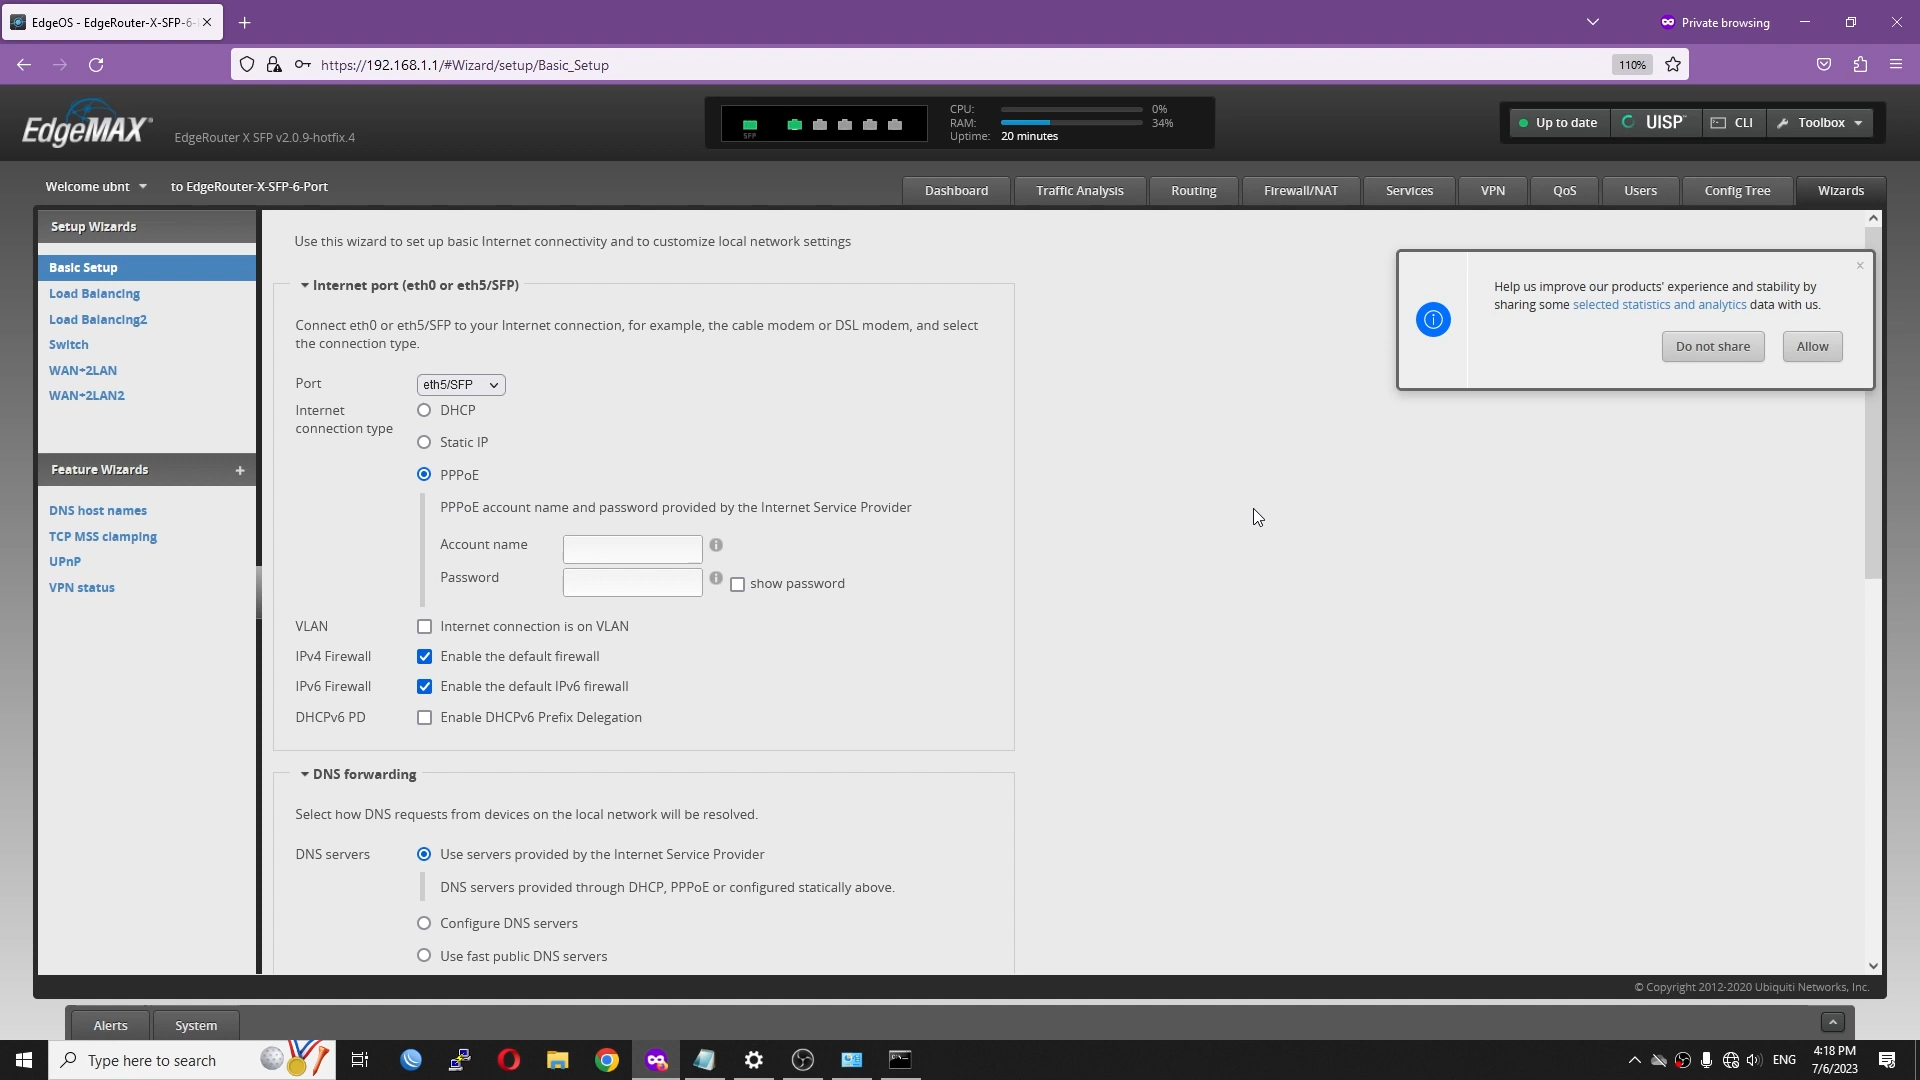 EdgeOS - EdgeRouter-X-SFP-6-
Private browsing
https://192.168.1.1/#Wizard/setup/Basic_Setup
110%
EdgeMAX
EdgeRouter X SFP v2.0.9-hotfix.4
SFP
CPU: 0%
RAM: 34%
Uptime: 20 minutes
Up to date
UISP
CLI
Toolbox
Welcome ubnt
to EdgeRouter-X-SFP-6-Port
Dashboard
Traffic Analysis
Routing
Firewall/NAT
Services
VPN
QoS
Users
Config Tree
Wizards
Setup Wizards
Basic Setup
Load Balancing
Load Balancing2
Switch
WAN+2LAN
WAN+2LAN2
Feature Wizards
DNS host names
TCP MSS clamping
UPnP
VPN status
Use this wizard to set up basic Internet connectivity and to customize local network settings
Internet port (eth0 or eth5/SFP)
Connect eth0 or eth5/SFP to your Internet connection, for example, the cable modem or DSL modem, and select
the connection type.
Port eth5/SFP
Internet
connection type
DHCP
Static IP
PPPoE
PPPoE account name and password provided by the Internet Service Provider
Account name
Password
show password
VLAN Internet connection is on VLAN
IPv4 Firewall Enable the default firewall
IPv6 Firewall Enable the default IPv6 firewall
DHCPv6 PD Enable DHCPv6 Prefix Delegation
DNS forwarding
Select how DNS requests from devices on the local network will be resolved.
DNS servers Use servers provided by the Internet Service Provider
DNS servers provided through DHCP, PPPoE or configured statically above.
Configure DNS servers
Use fast public DNS servers
Help us improve our products' experience and stability by
sharing some selected statistics and analytics data with us.
Do not share
Allow
© Copyright 2012-2020 Ubiquiti Networks, Inc.
Alerts
System
Type here to search
ENG
4:18 PM
7/6/2023